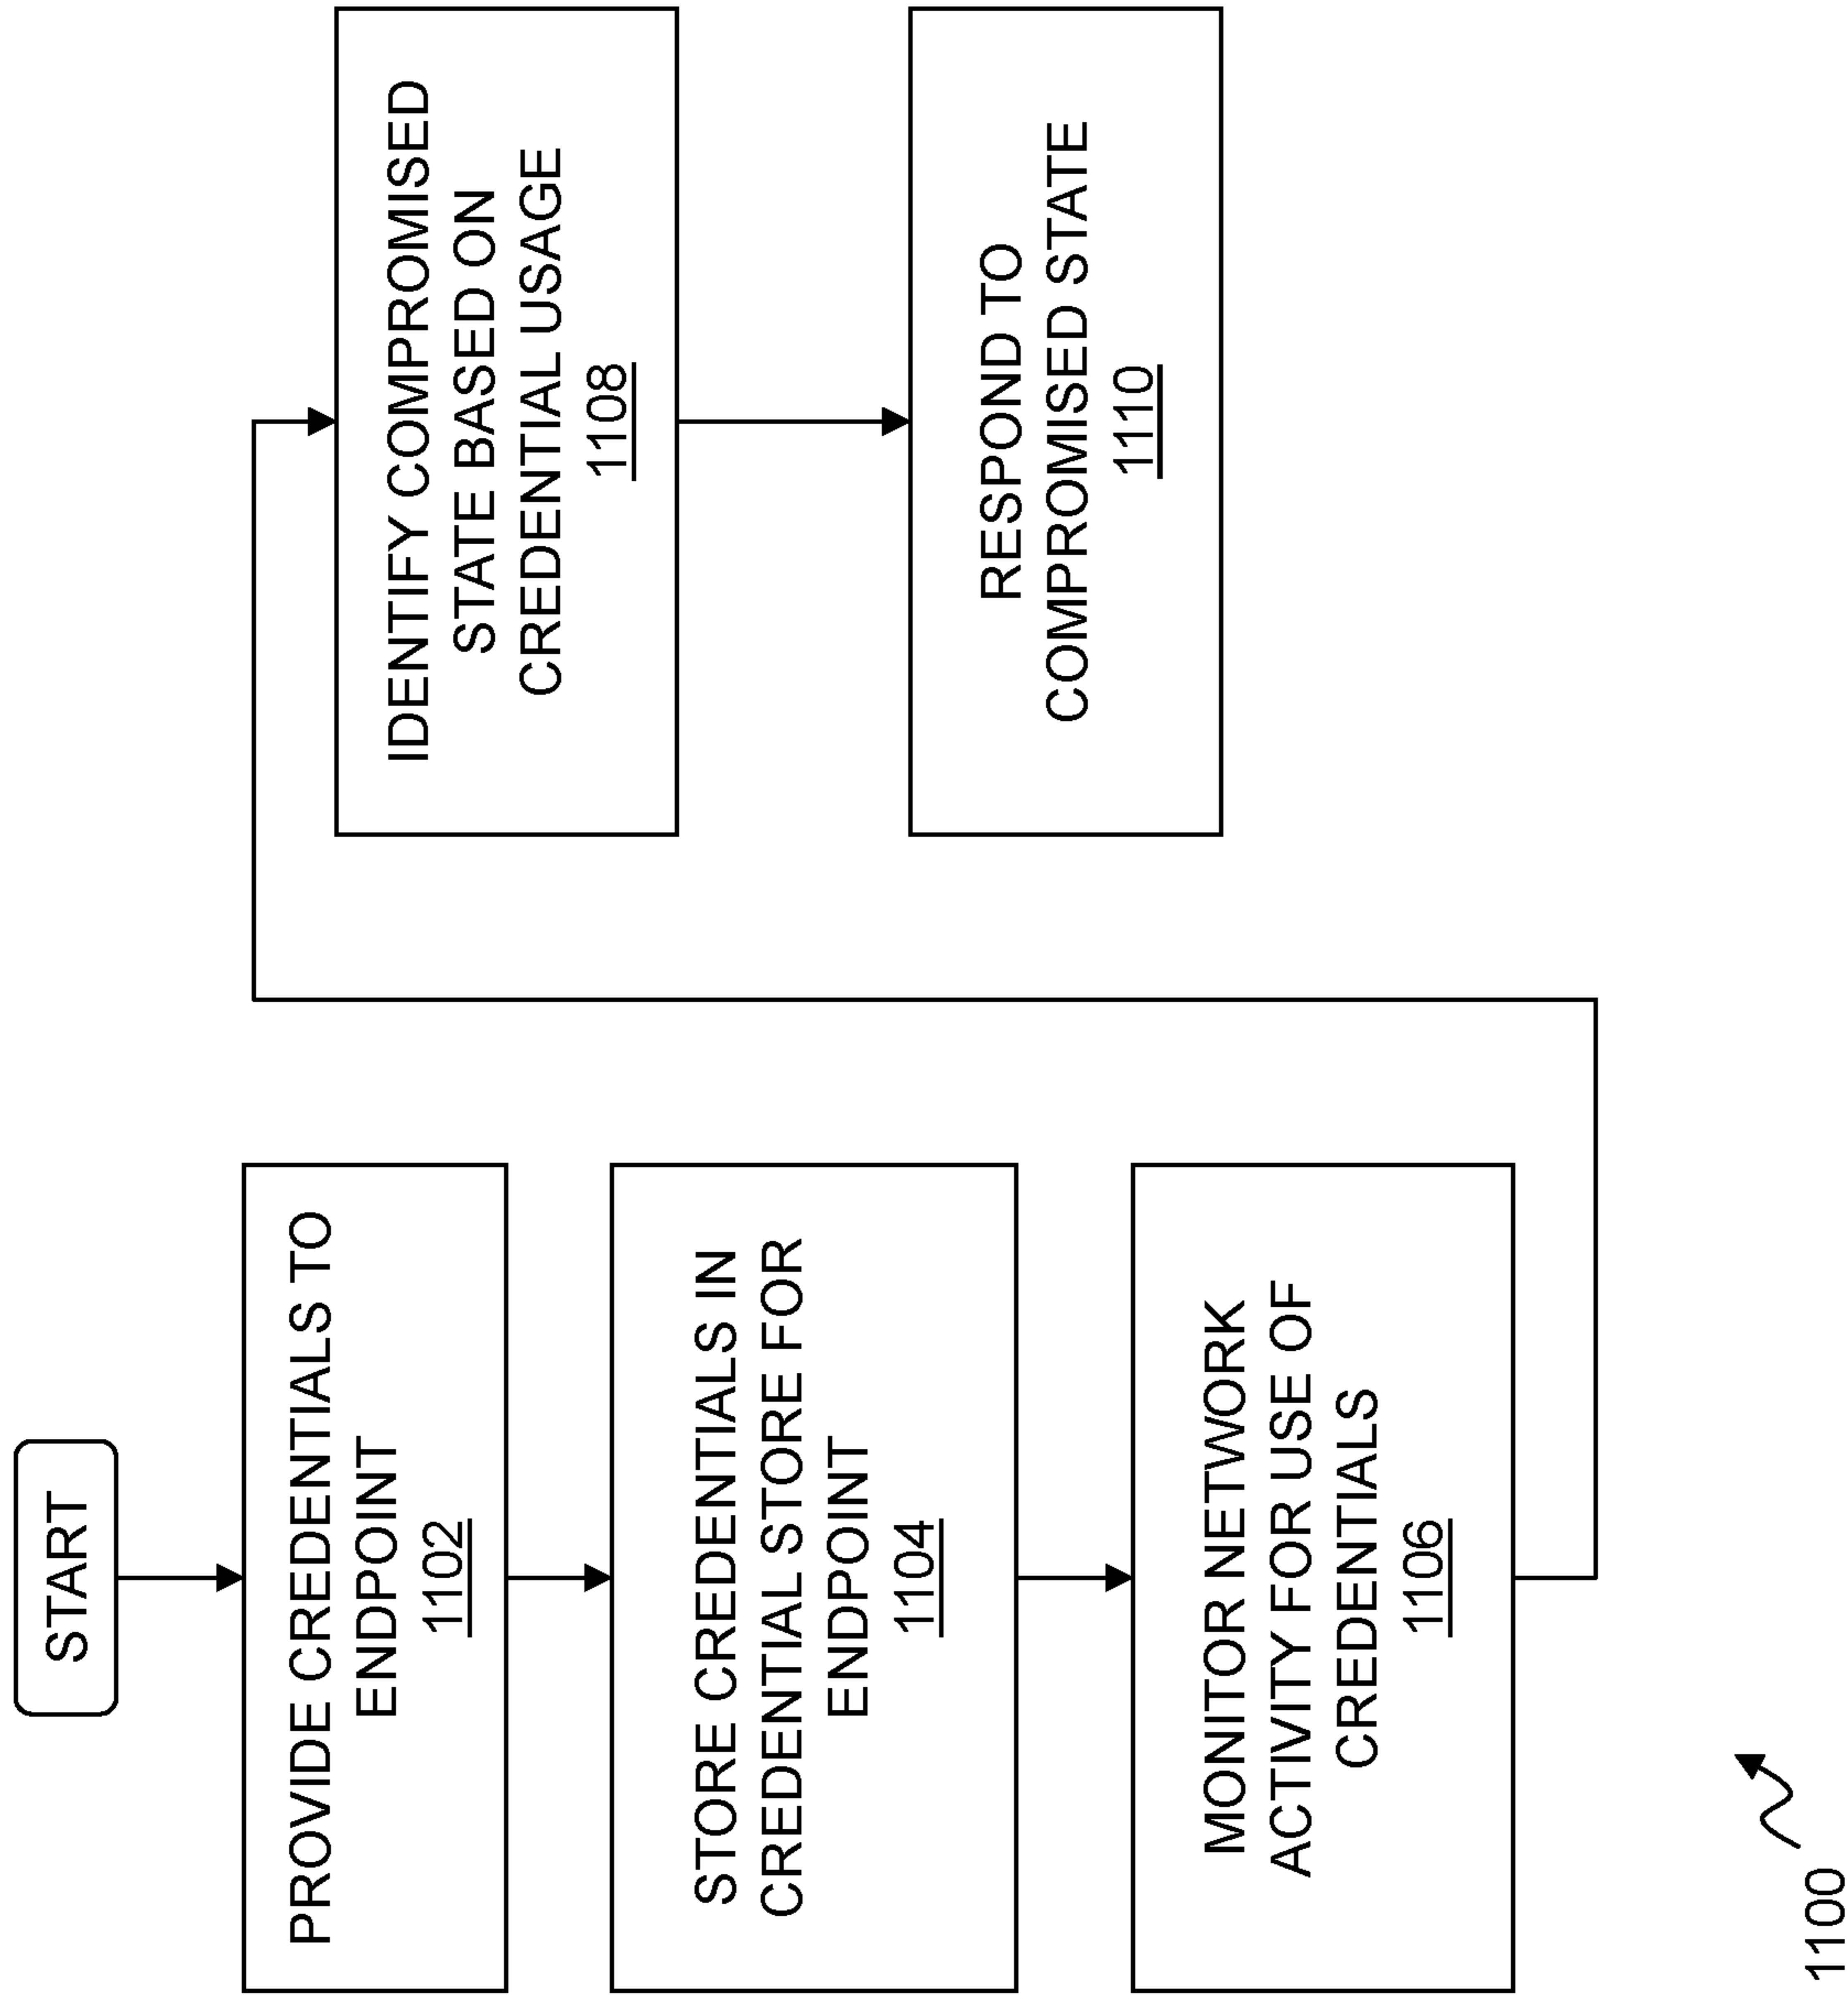 START
PROVIDE CREDENTIALS TO
ENDPOINT
1102
STORE CREDENTIALS IN
CREDENTIAL STORE FOR
ENDPOINT
1104
MONITOR NETWORK
ACTIVITY FOR USE OF
CREDENTIALS
1106
IDENTIFY COMPROMISED
STATE BASED ON
CREDENTIAL USAGE
1108
RESPOND TO
COMPROMISED STATE
1110
1100